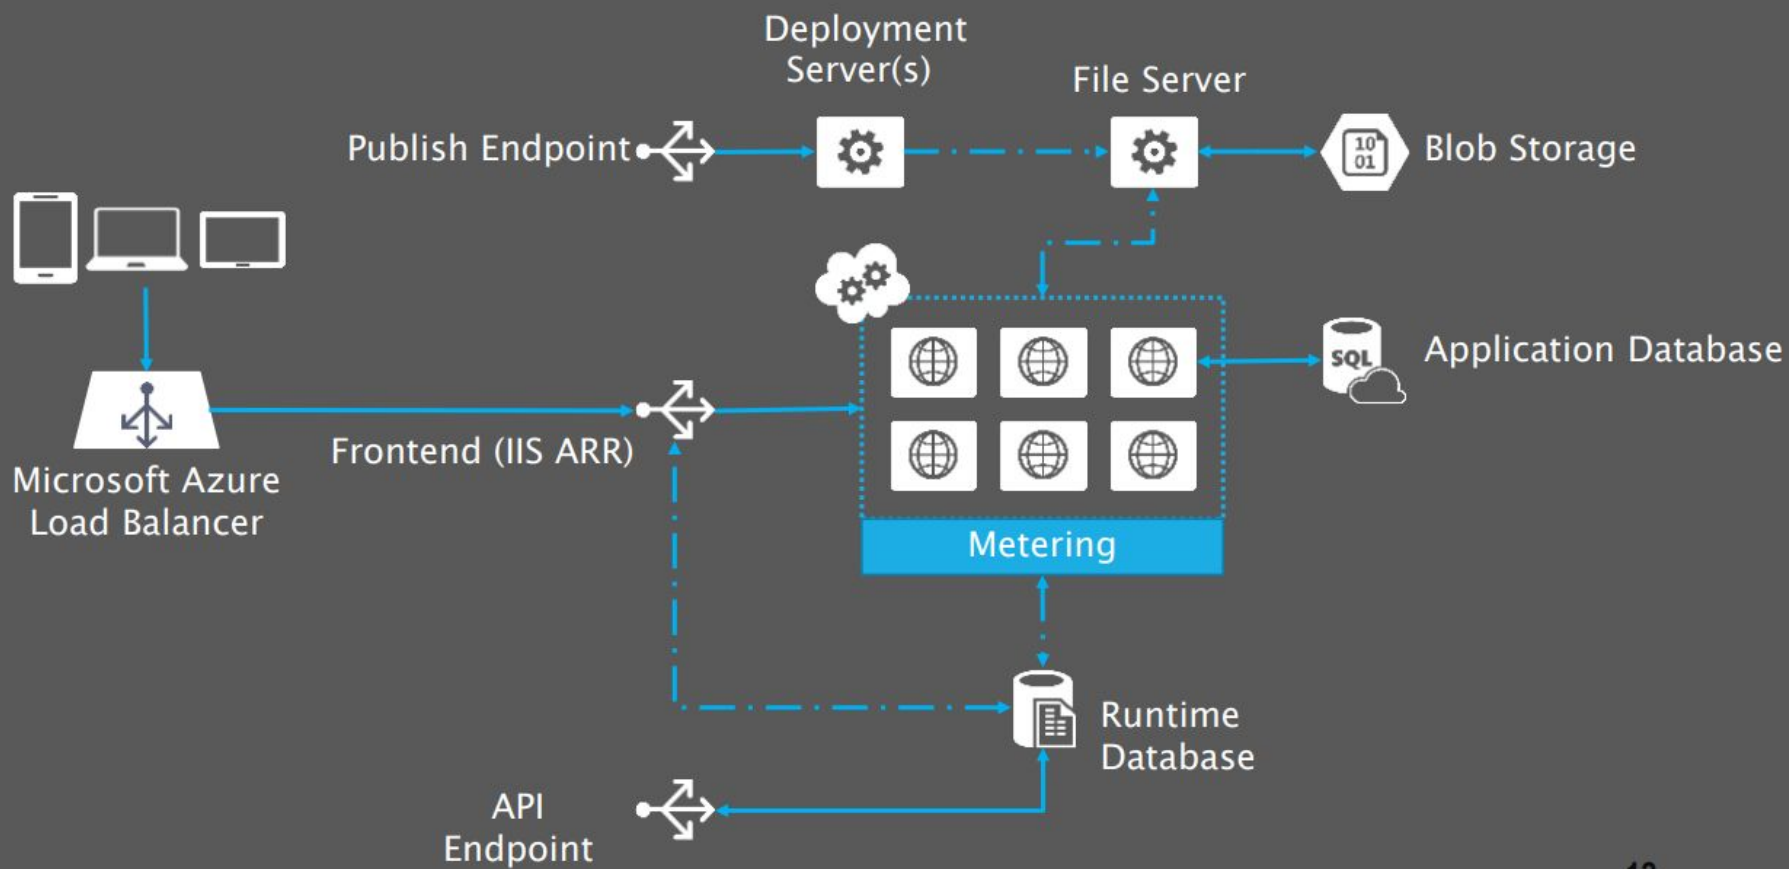 Deployment
Server(s)
File Server
Publish Endpoint
10
01
Blob Storage
SQL
Application Database
Frontend (IIS ARR)
Microsoft Azure
Load Balancer
Metering
Runtime
Database
API
Endpoint